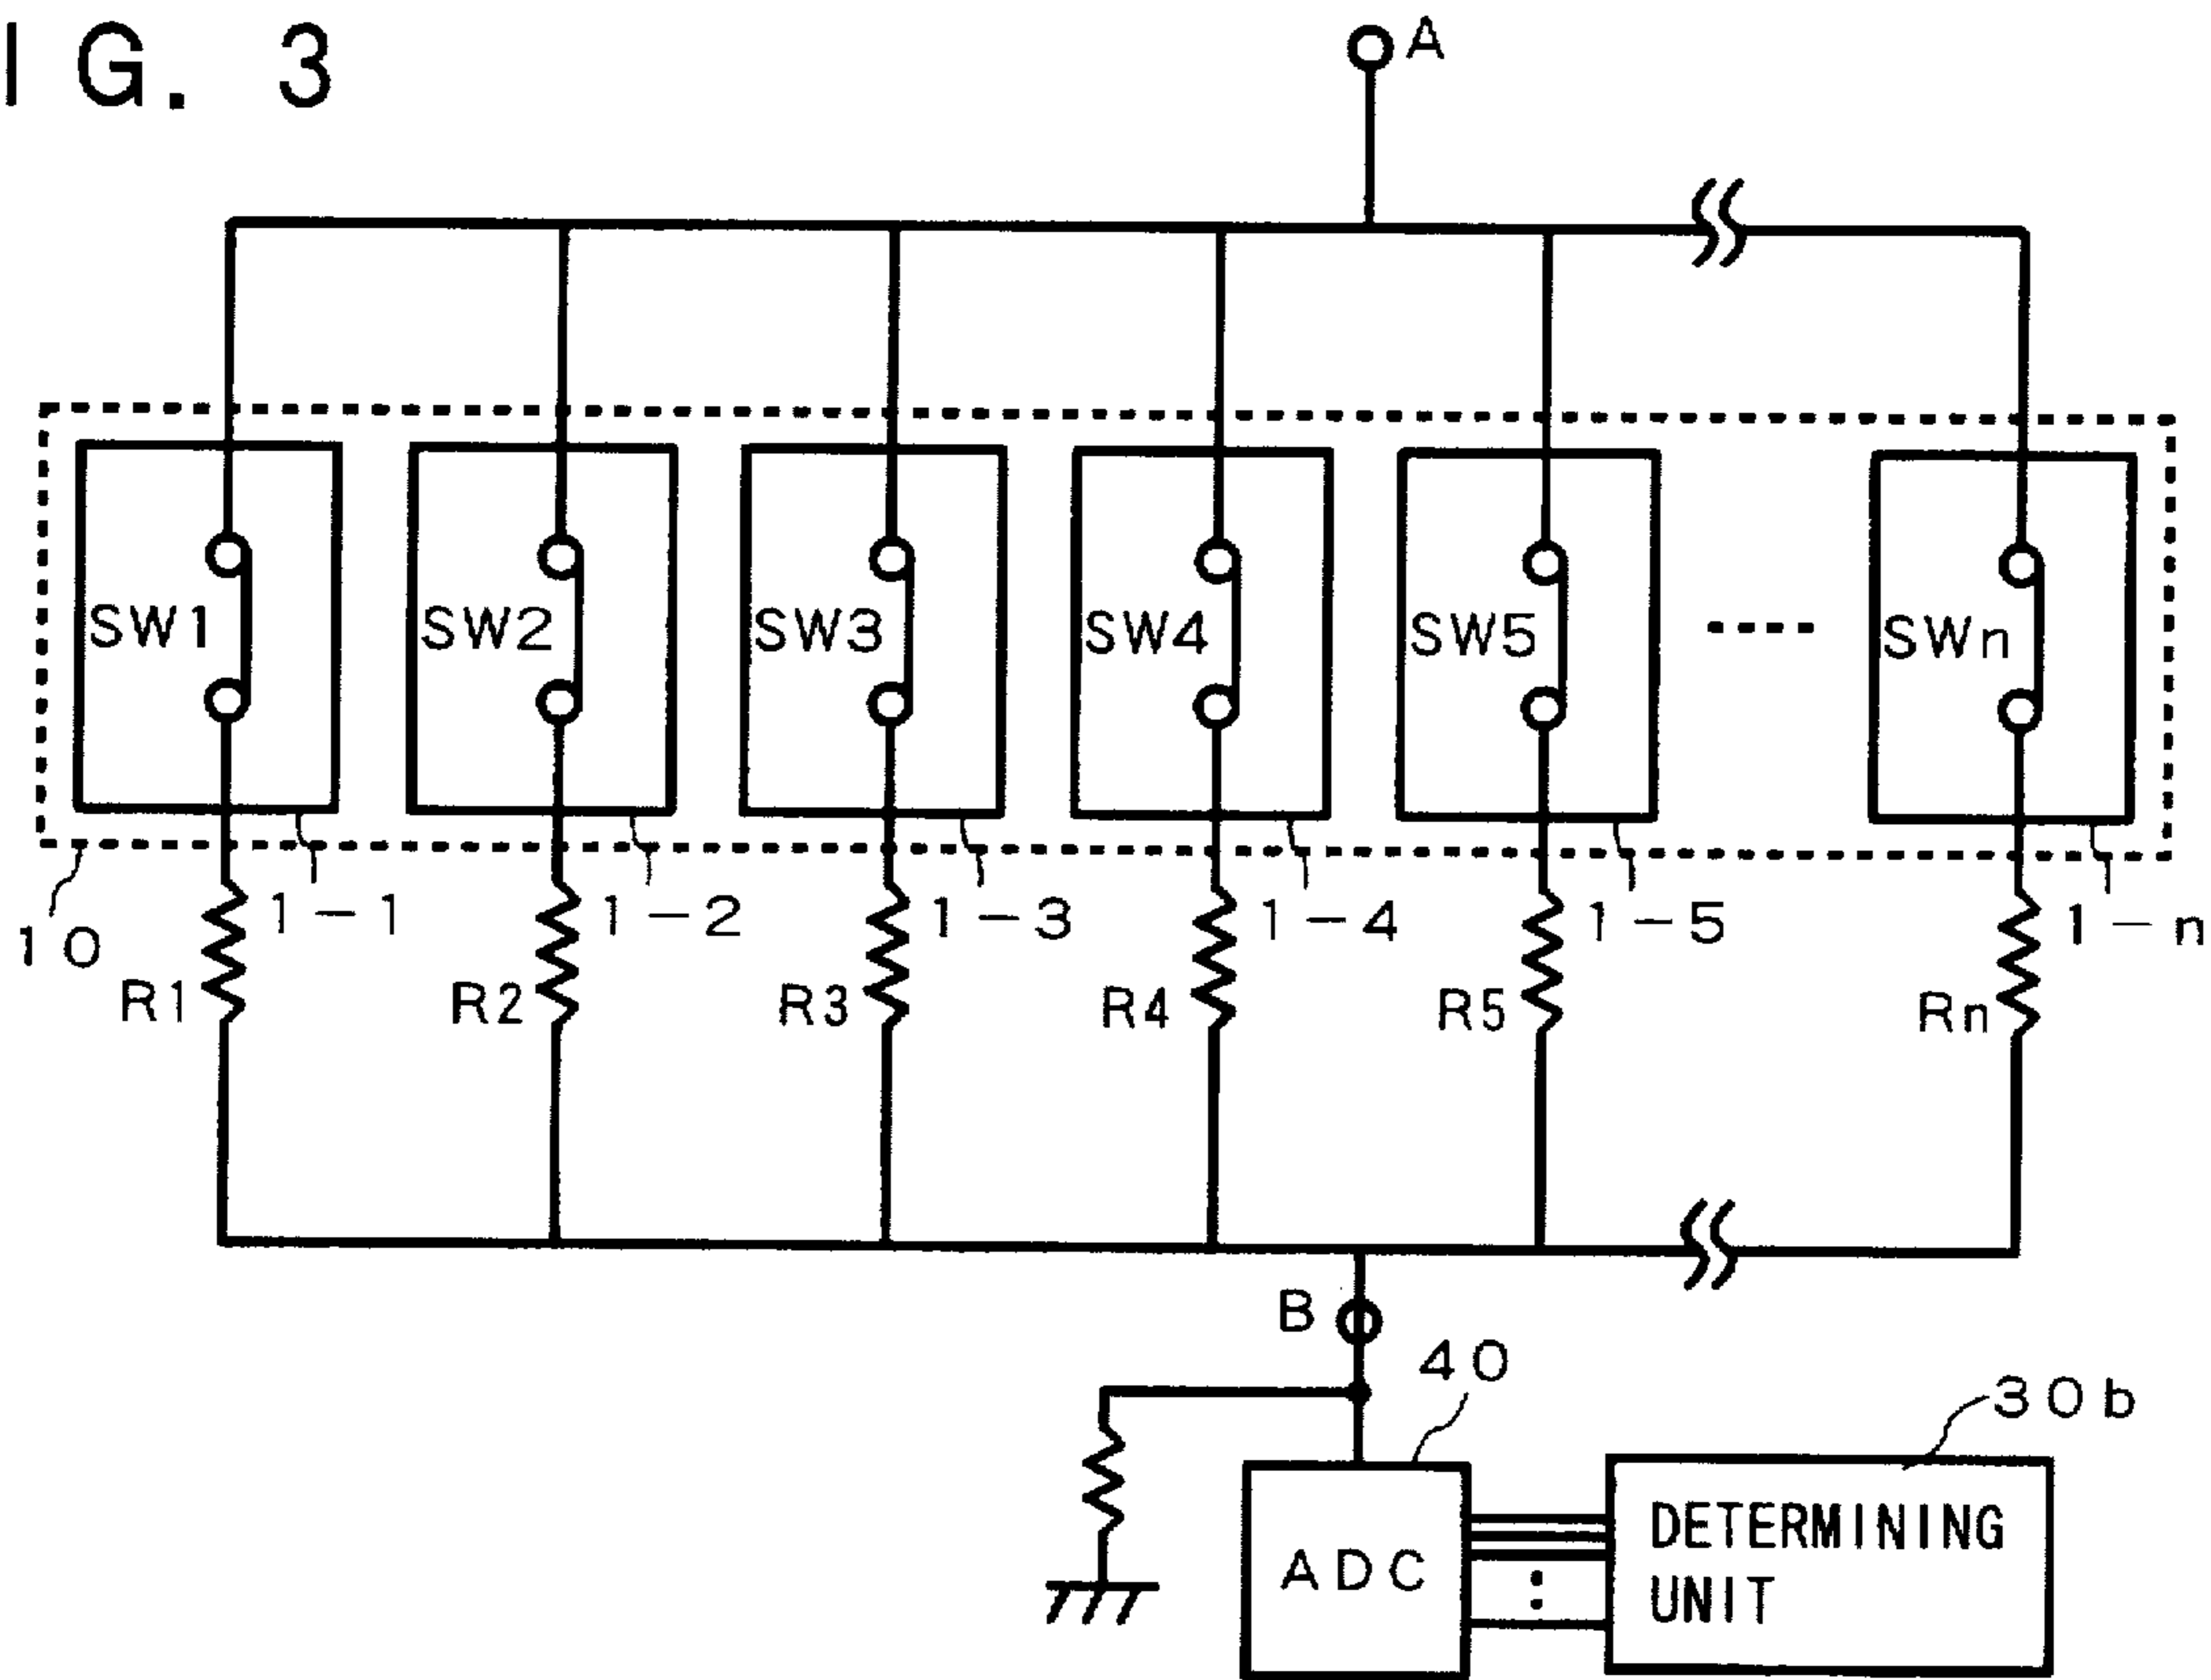 IG. 3
A
SW1 SW2 SW3 SW4 SW5 ..... SWn
10 1-1 1-2 1-3 1-4 1-5 1-n
R1 R2 R3 R4 R5 Rn
B
40
30b
ADC
DETERMINING
UNIT